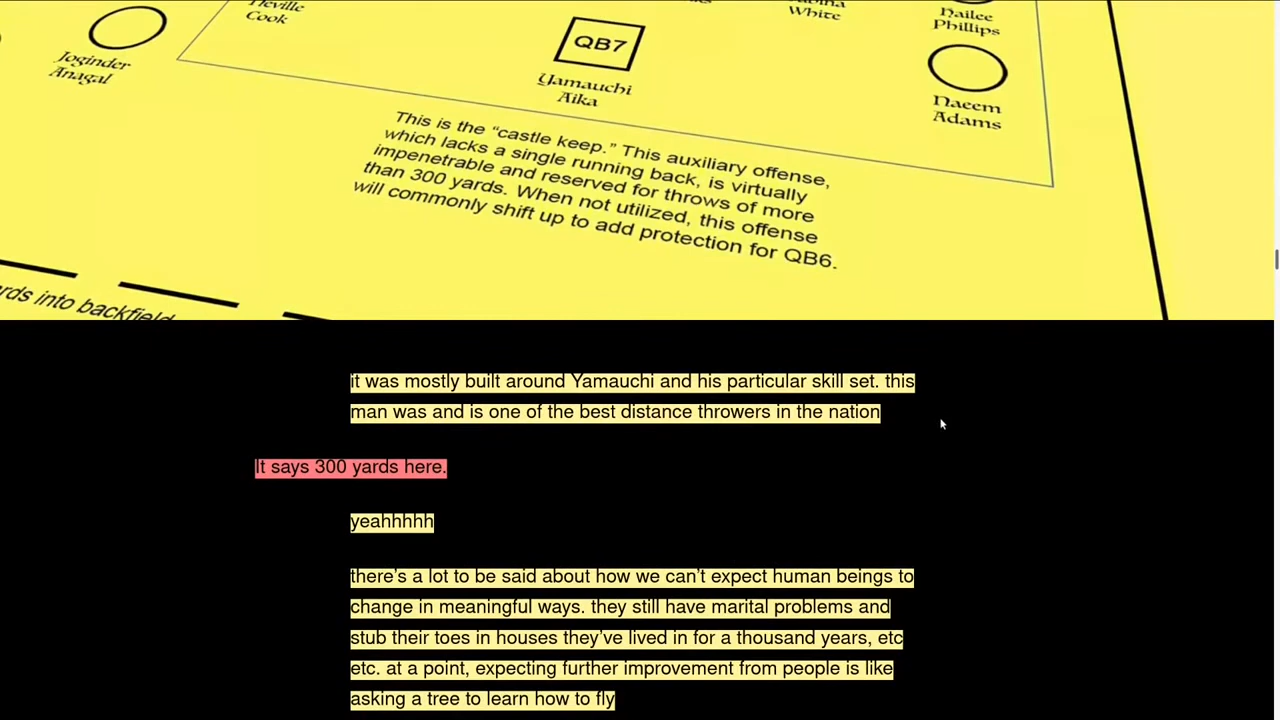 Neville
Cook
White
Nailee
Phillips
QB7
Joginder
Anagal
Yamauchi
Aika
Naeem
Adams
This is the “castle keep.” This auxiliary offense,
which lacks a single running back, is virtually
impenetrable and reserved for throws of more
than 300 yards. When not utilized, this offense
will commonly shift up to add protection for QB6.
into backfield
it was mostly built around Yamauchi and his particular skill set. this
man was and is one of the best distance throwers in the nation
It says 300 yards here.
yeahhhhh
there’s a lot to be said about how we can’t expect human beings to
change in meaningful ways. they still have marital problems and
stub their toes in houses they’ve lived in for a thousand years, etc
etc. at a point, expecting further improvement from people is like
asking a tree to learn how to fly